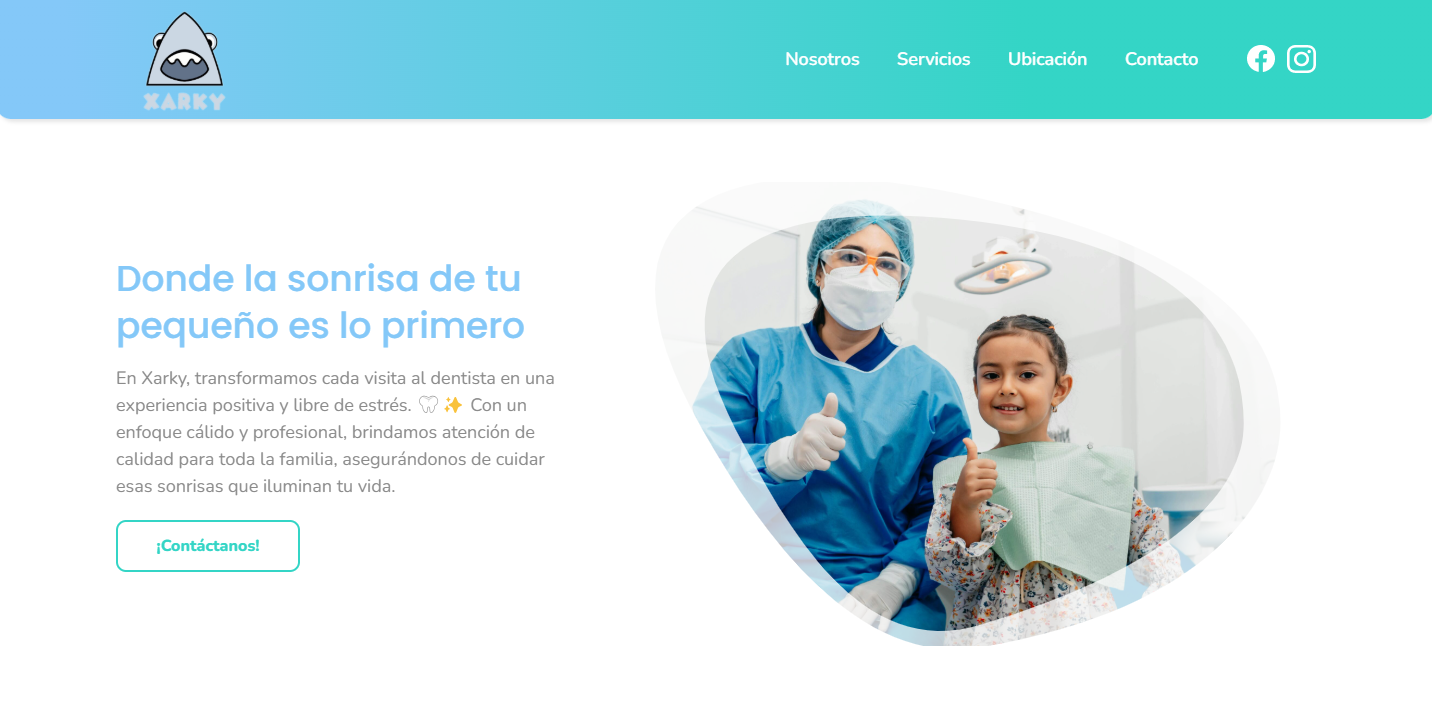 XARKY
Nosotros Servicios Ubicación Contacto
Donde la sonrisa de tu
pequeño es lo primero
En Xarky, transformamos cada visita al dentista en una
experiencia positiva y libre de estrés. 🦷✨ Con un
enfoque cálido y profesional, brindamos atención de
calidad para toda la familia, asegurándonos de cuidar
esas sonrisas que iluminan tu vida.
¡Contáctanos!